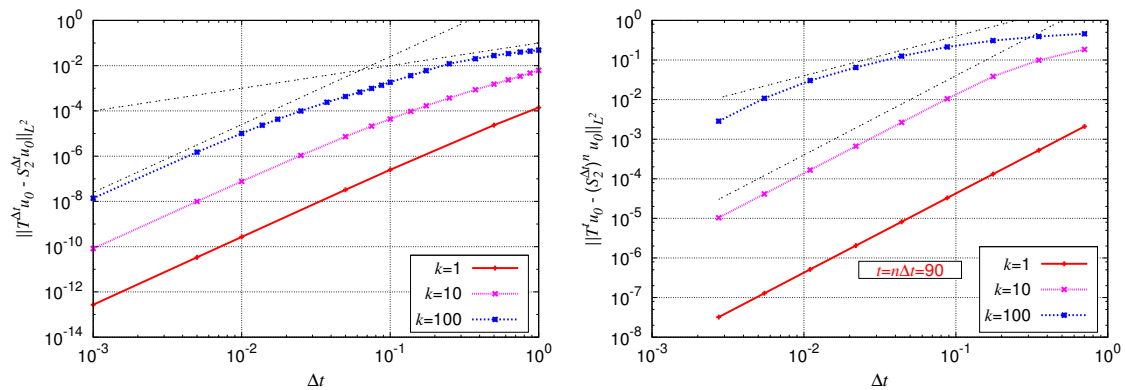 ||T^Δt u_0 - S_2^Δt u_0||_L^2
10^0
10^-2
10^-4
10^-6
10^-8
10^-10
10^-12
10^-14
10^-3
10^-2
10^-1
10^0
Δt
k=1
k=10
k=100
||T^t u_0 - (S_2^Δt)^n u_0||_L^2
10^0
10^-1
10^-2
10^-3
10^-4
10^-5
10^-6
10^-7
10^-8
10^-3
10^-2
10^-1
10^0
Δt
t=nΔt=90
k=1
k=10
k=100